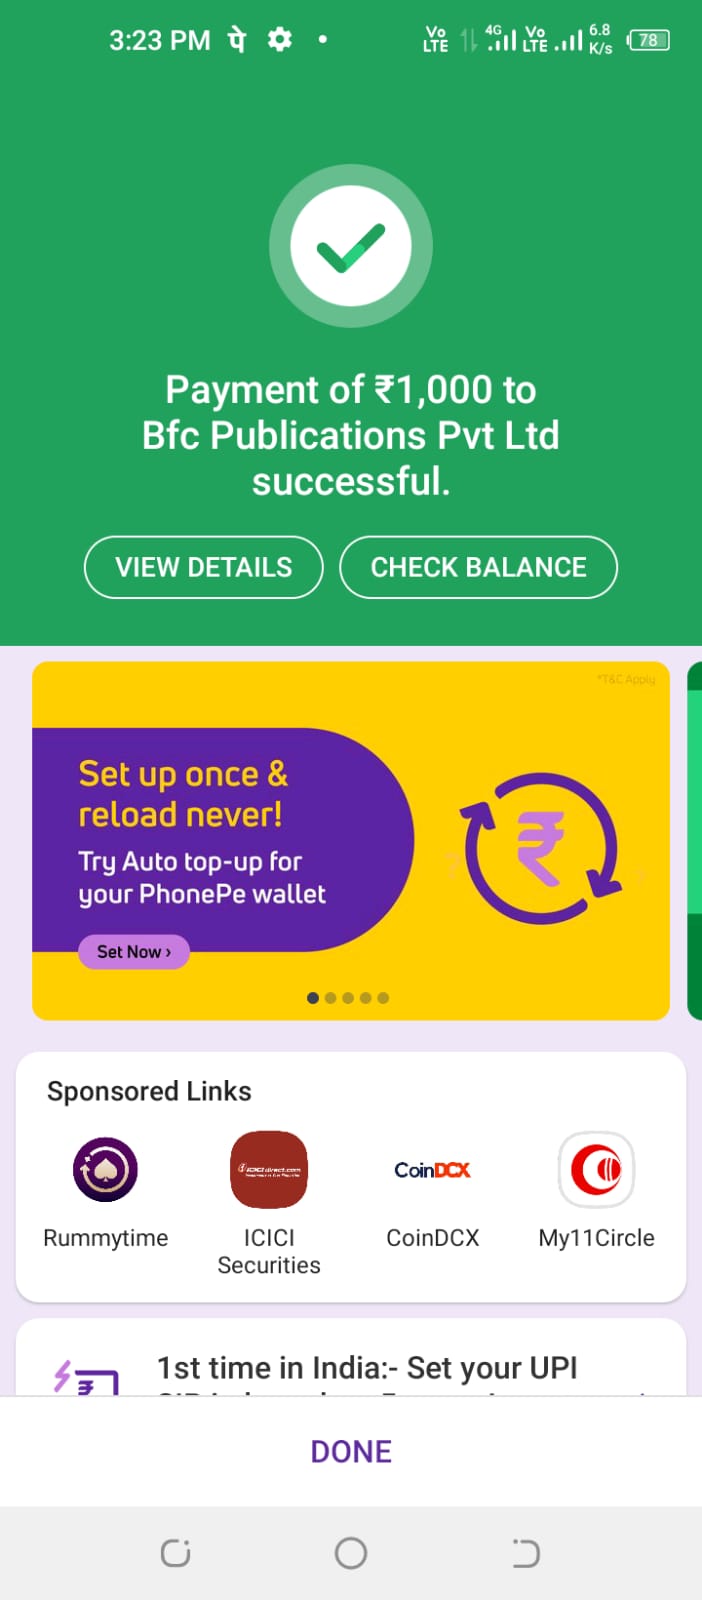 3:23 PM पे
Vo LTE 4G Vo LTE 6.8 K/s 78
Payment of ₹1,000 to
Bfc Publications Pvt Ltd
successful.
VIEW DETAILS CHECK BALANCE
*T&C Apply
Set up once &
reload never!
Try Auto top-up for
your PhonePe wallet
Set Now ›
₹
Sponsored Links
ICICI direct.com
CoinDCX
Rummytime ICICI Securities CoinDCX My11Circle
1st time in India:- Set your UPI
DONE